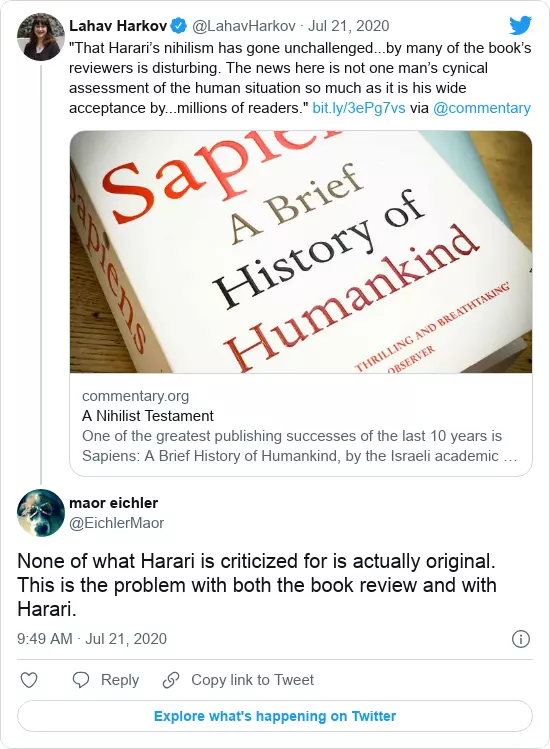 Lahav Harkov @LahavHarkov · Jul 21, 2020
"That Harari’s nihilism has gone unchallenged...by many of the book’s
reviewers is disturbing. The news here is not one man’s cynical
assessment of the human situation so much as it is his wide
acceptance by...millions of readers." bit.ly/3ePg7vs via @commentary
Sapiens
Sapiens
A Brief
History of
Humankind
THRILLING AND BREATHTAKING’
OBSERVER
commentary.org
A Nihilist Testament
One of the greatest publishing successes of the last 10 years is
Sapiens: A Brief History of Humankind, by the Israeli academic …
maor eichler
@EichlerMaor
None of what Harari is criticized for is actually original.
This is the problem with both the book review and with
Harari.
9:49 AM · Jul 21, 2020
Reply
Copy link to Tweet
Explore what's happening on Twitter